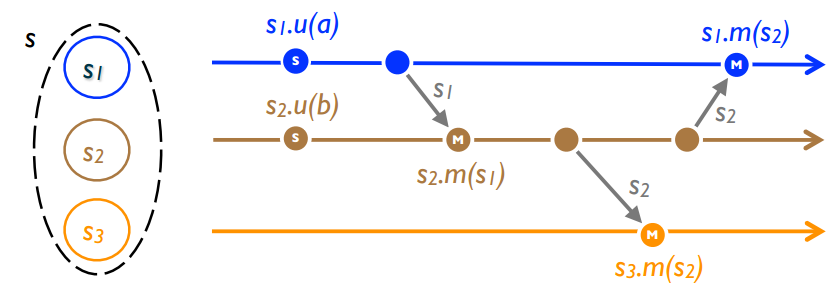 s
s1
s2
s3
s1.u(a)
s
s1
s1.m(s2)
M
s2.u(b)
s
M
s2.m(s1)
s2
s2
M
s3.m(s2)